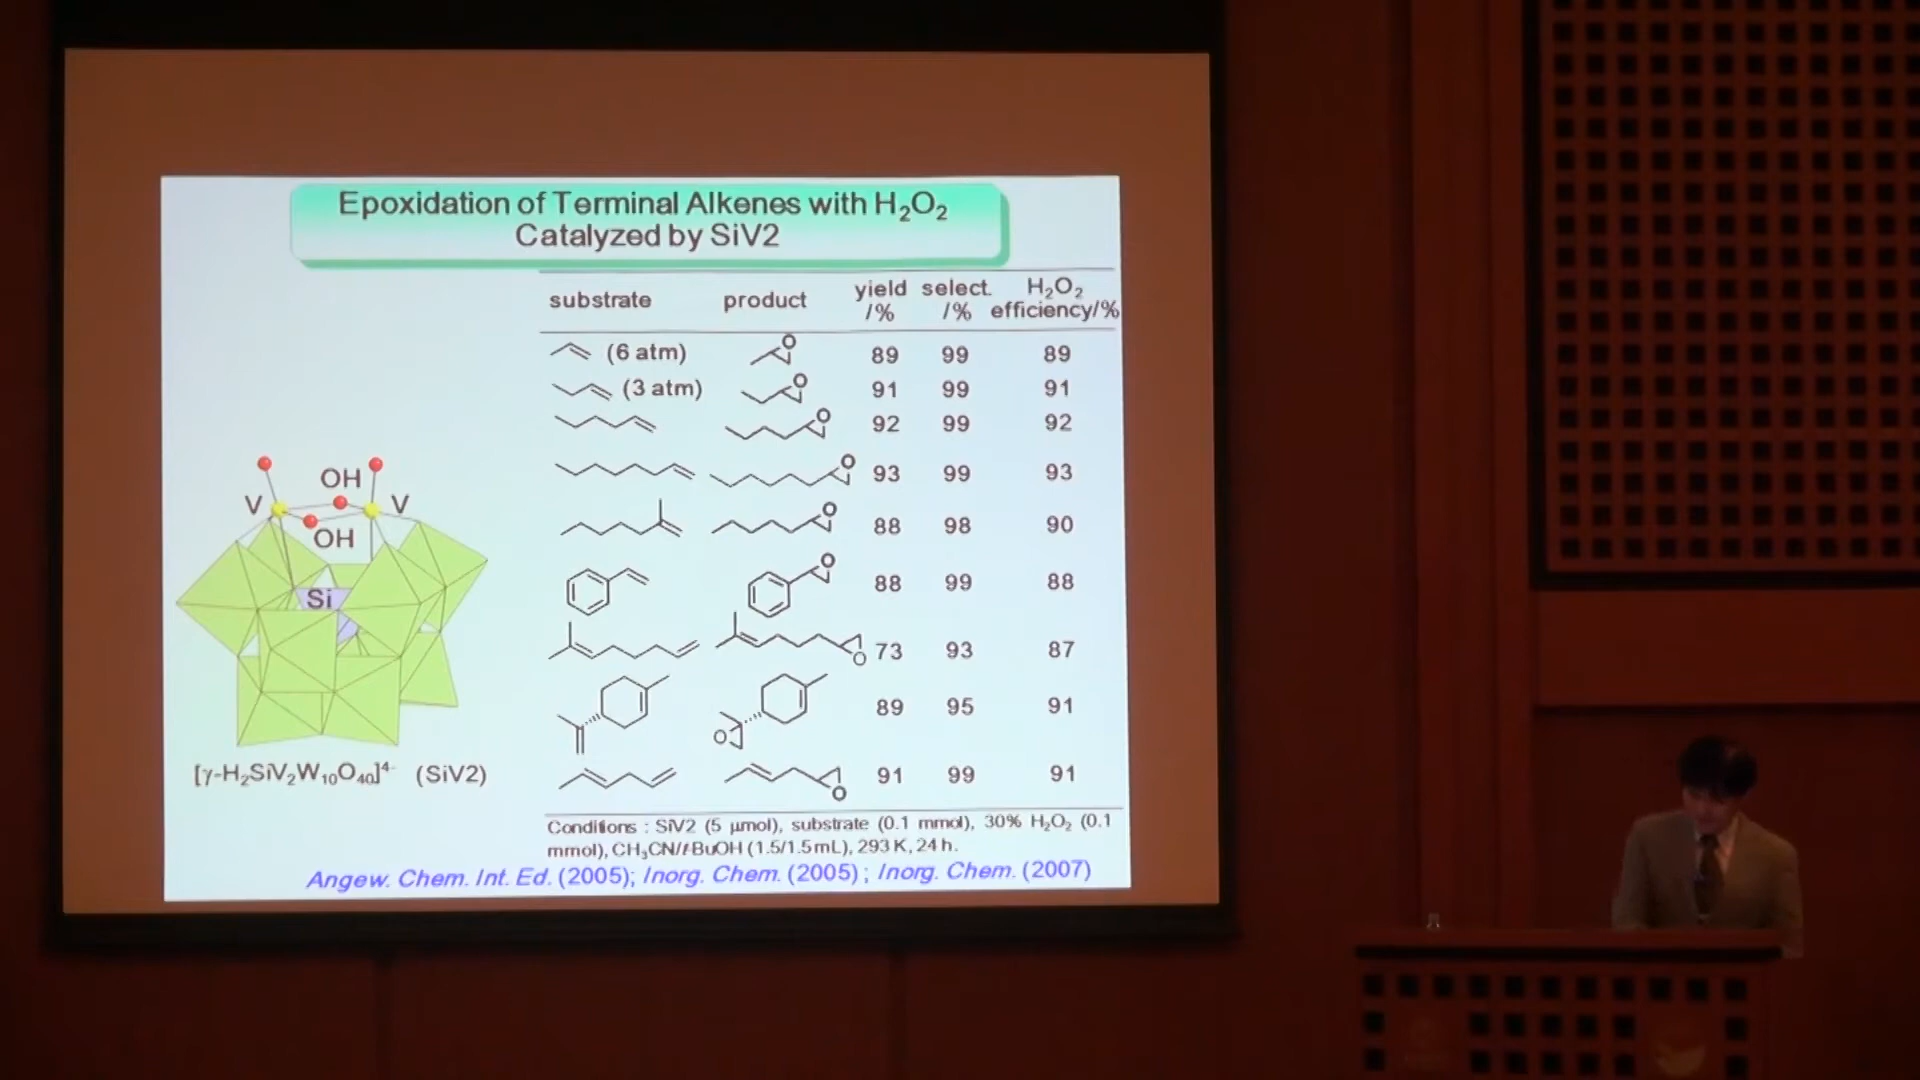 Epoxidation of Terminal Alkenes with H₂O₂
Catalyzed by SiV2
substrate product yield /% select. /% H₂O₂ efficiency/%
(6 atm) O 89 99 89
(3 atm) O 91 99 91
O 92 99 92
O 93 99 93
O 88 98 90
O 88 99 88
O 73 93 87
O 89 95 91
O 91 99 91
OH
V V
OH
Si
[γ-H₂SiV₂W₁₀O₄₀]⁴⁻ (SiV2)
Conditions : SiV2 (5 μmol), substrate (0.1 mmol), 30% H₂O₂ (0.1
mmol), CH₃CN/t-BuOH (1.5/1.5 mL), 293 K, 24 h.
Angew. Chem. Int. Ed. (2005); Inorg. Chem. (2005) ; Inorg. Chem. (2007)